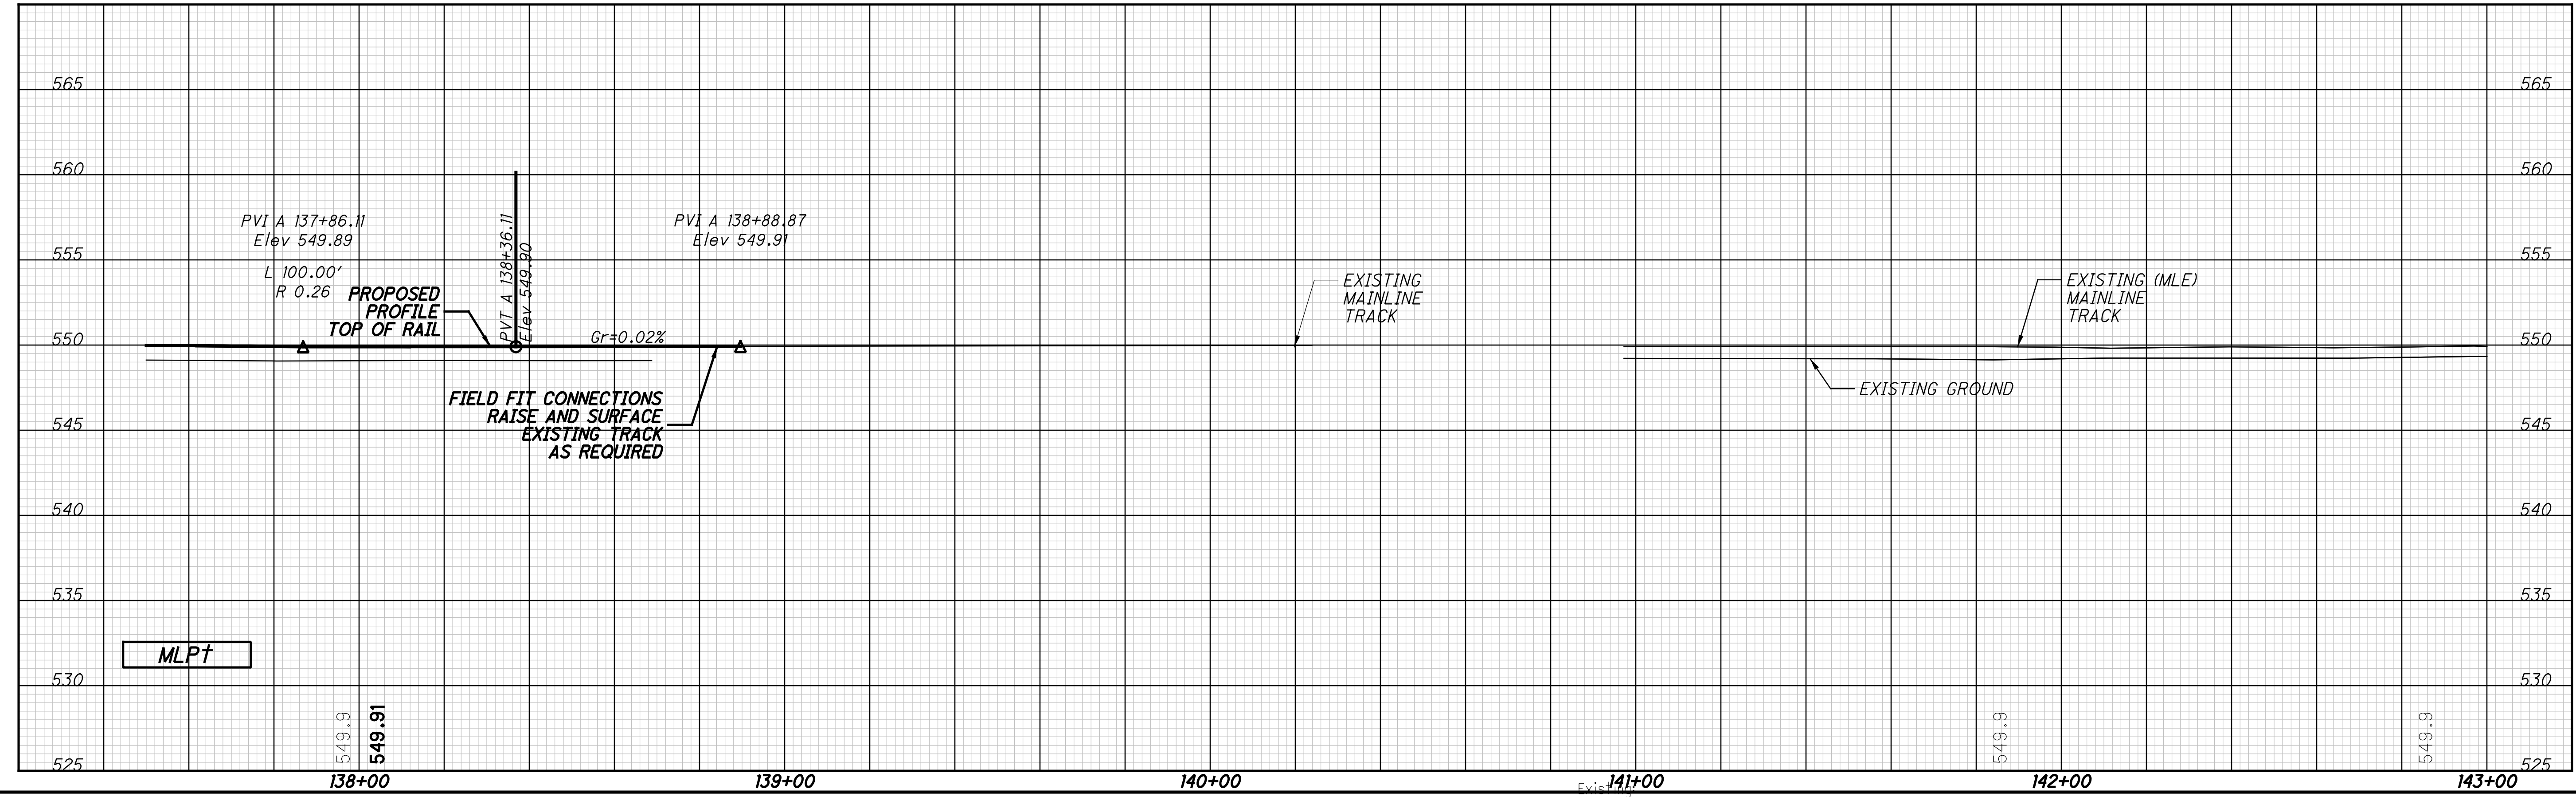 565
565
560
560
PVI A 137+86.11
Elev 549.89
L 100.00'
R 0.26
PVT A 138+36.11
Elev 549.90
PVI A 138+88.87
Elev 549.91
555
555
PROPOSED
PROFILE
TOP OF RAIL
EXISTING
MAINLINE
TRACK
EXISTING (MLE)
MAINLINE
TRACK
550
Gr=0.02%
550
FIELD FIT CONNECTIONS
RAISE AND SURFACE
EXISTING TRACK
AS REQUIRED
EXISTING GROUND
545
545
540
540
535
535
MLP†
530
530
549.9
549.91
549.9
549.9
525
525
138+00
139+00
140+00
141+00
142+00
143+00
Existing